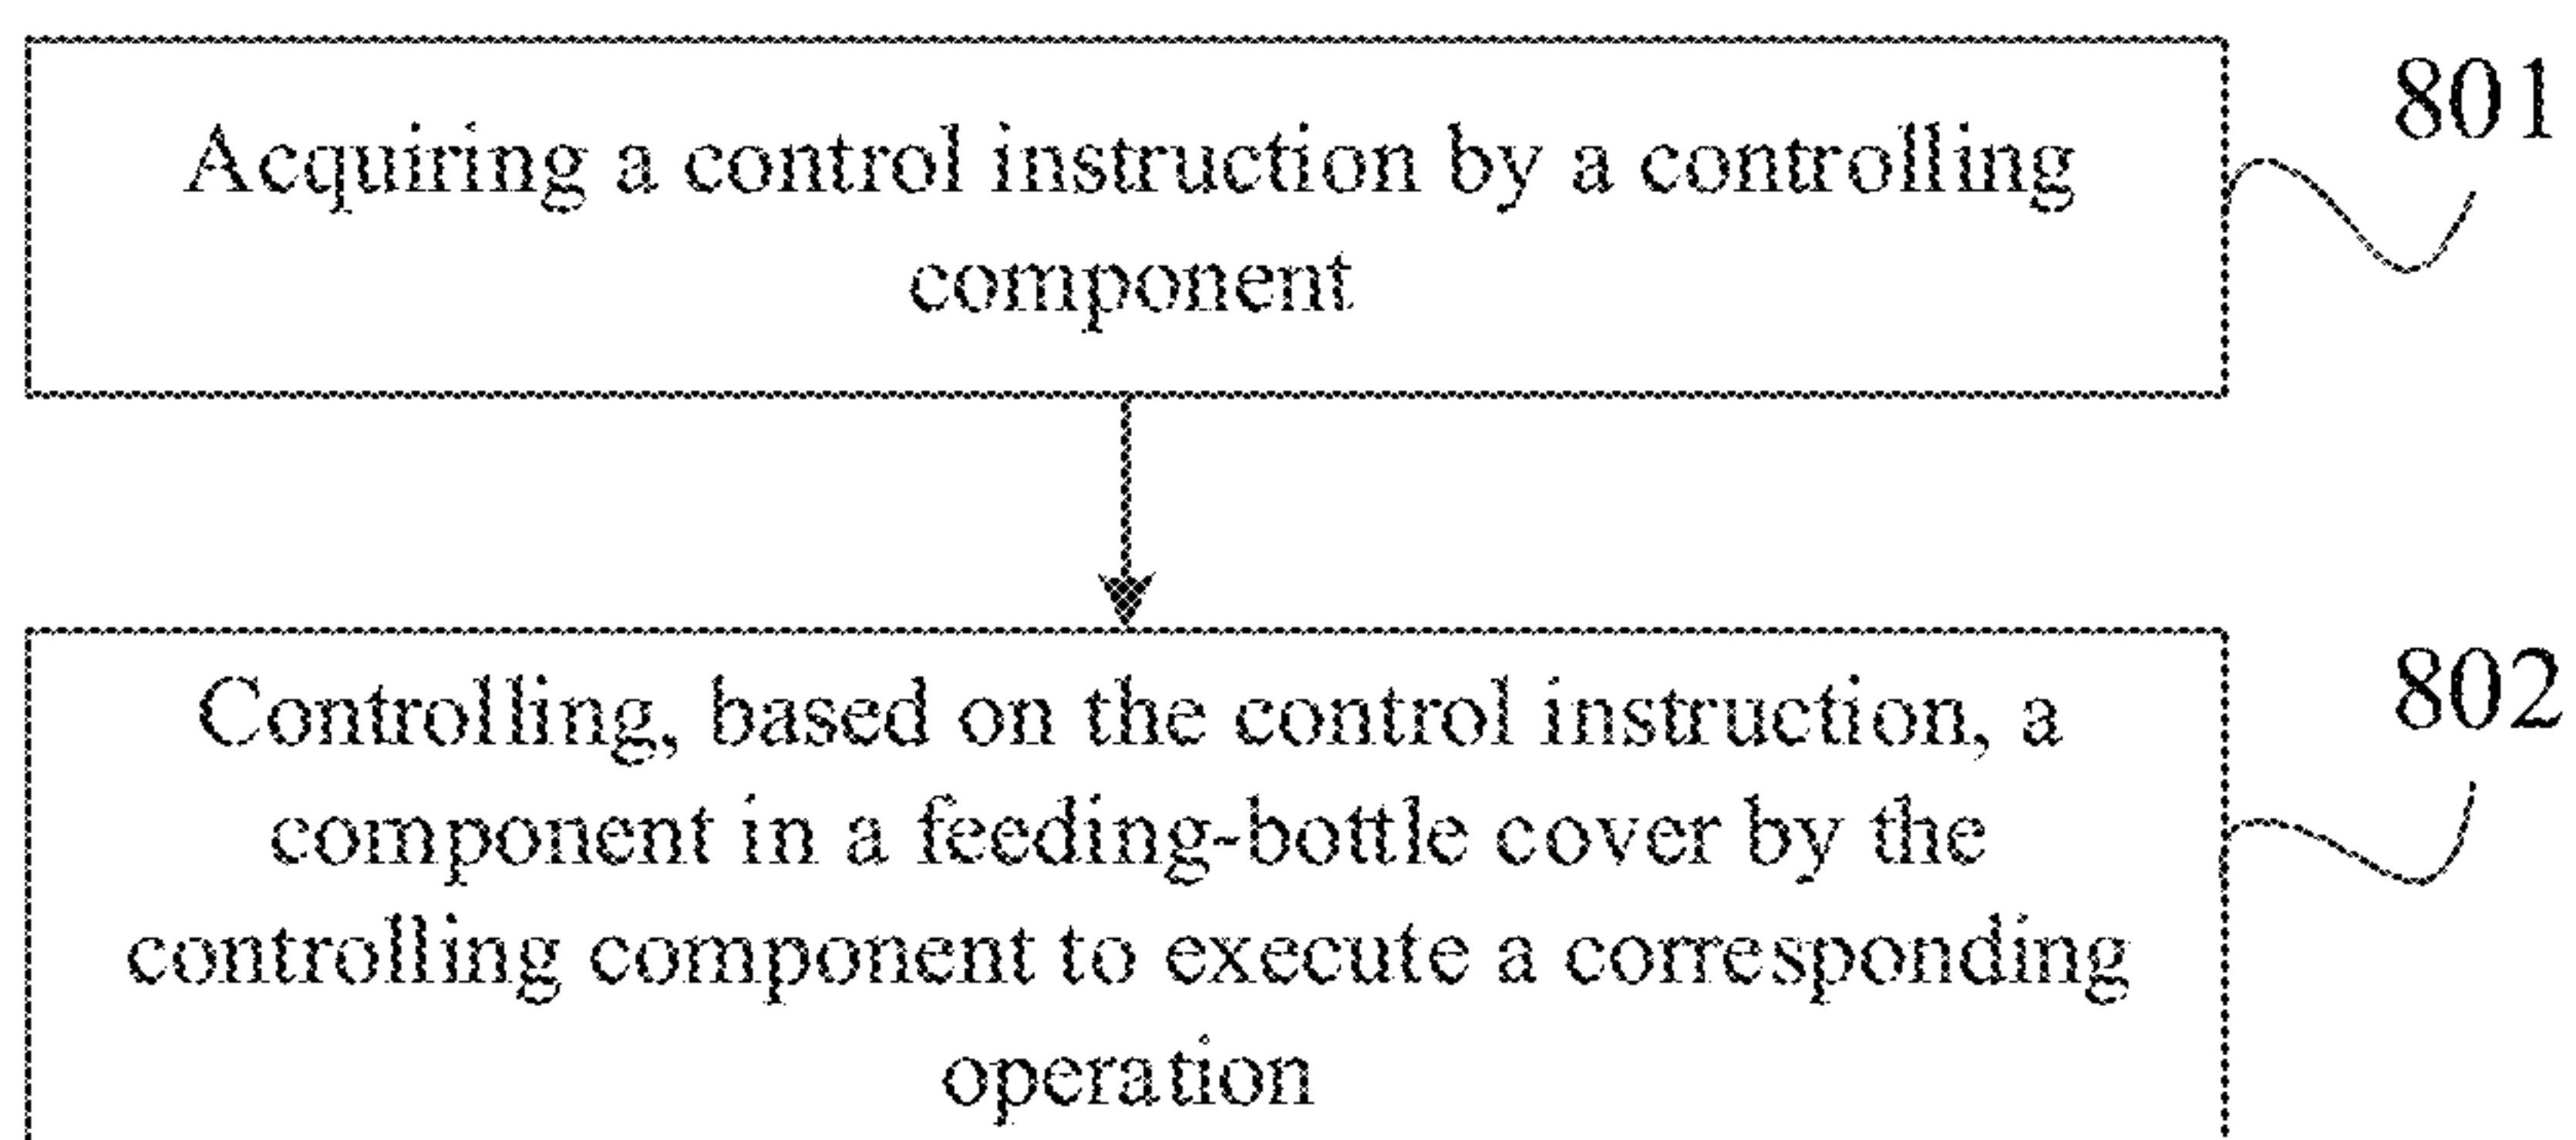 Acquiring a control instruction by a controlling
component
801
Controlling, based on the control instruction, a
component in a feeding-bottle cover by the
controlling component to execute a corresponding
operation
802